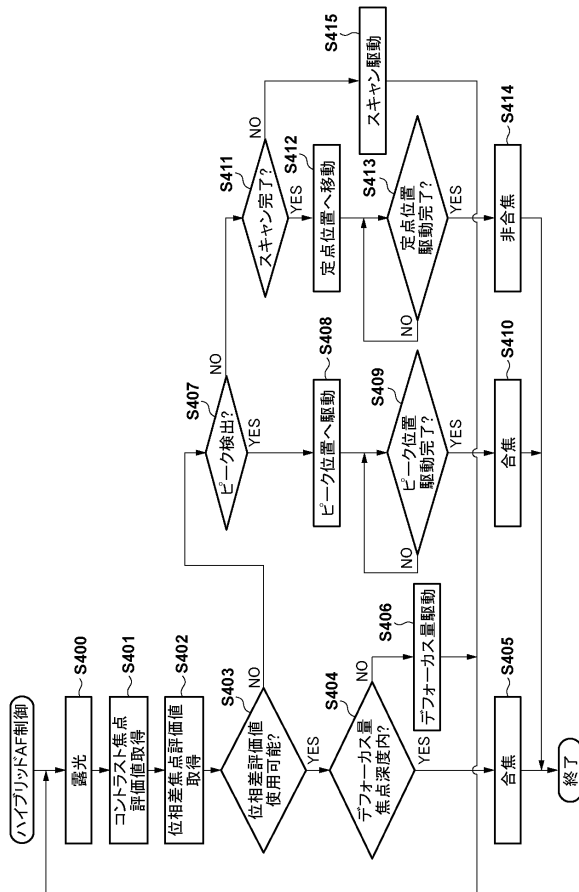 ハイブリッドAF制御
S400
露光
S401
コントラスト焦点
評価値取得
S402
位相差焦点評価値
取得
S403
位相差評価値
使用可能?
NO
YES
S404
デフォーカス量
焦点深度内?
NO
YES
S406
デフォーカス量駆動
S405
合焦
終了
S407
ピーク検出?
NO
YES
S408
ピーク位置へ駆動
S409
ピーク位置
駆動完了?
NO
YES
S410
合焦
S411
スキャン完了?
NO
YES
S412
定点位置へ移動
S413
定点位置
駆動完了?
NO
YES
S414
非合焦
S415
スキャン駆動